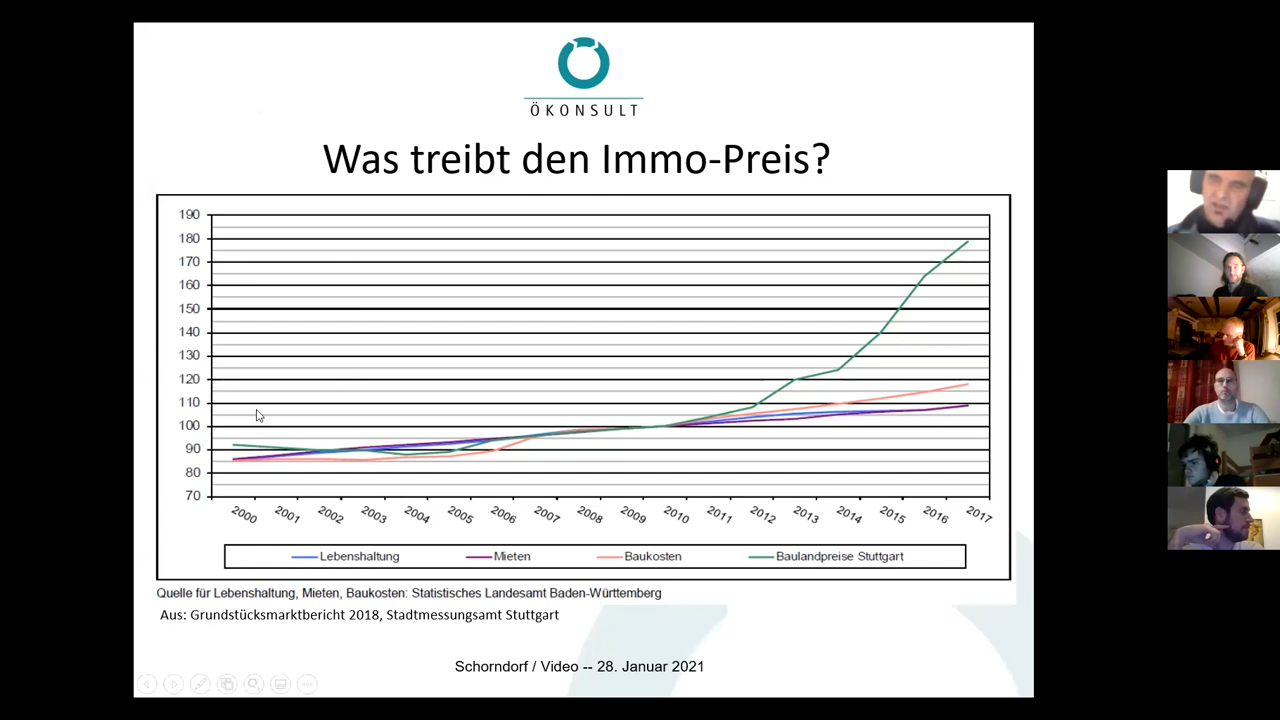 ÖKONSULT
Was treibt den Immo-Preis?
190
180
170
160
150
140
130
120
110
100
90
80
70
2000 2001 2002 2003 2004 2005 2006 2007 2008 2009 2010 2011 2012 2013 2014 2015 2016 2017
Lebenshaltung Mieten Baukosten Baulandpreise Stuttgart
Quelle für Lebenshaltung, Mieten, Baukosten: Statistisches Landesamt Baden-Württemberg
Aus: Grundstücksmarktbericht 2018, Stadtmessungsamt Stuttgart
Schorndorf / Video -- 28. Januar 2021